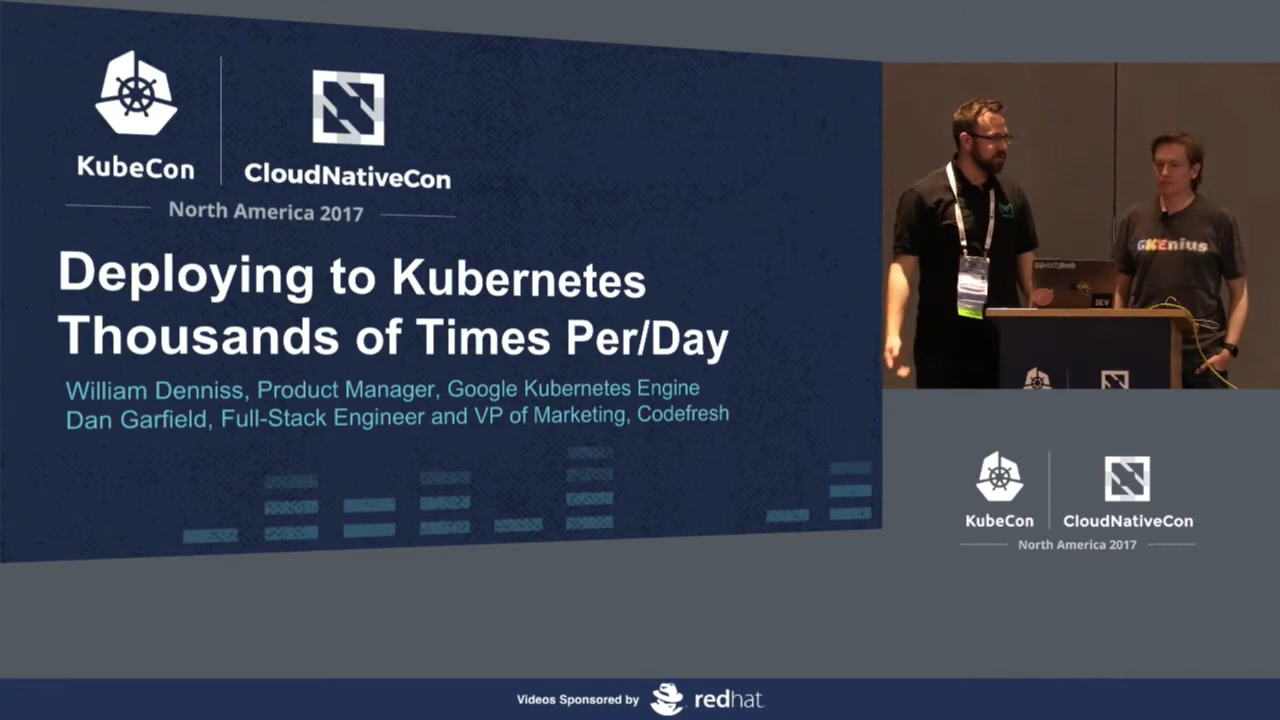 KubeCon
CloudNativeCon
North America 2017
Deploying to Kubernetes
Thousands of Times Per/Day
William Denniss, Product Manager, Google Kubernetes Engine
Dan Garfield, Full-Stack Engineer and VP of Marketing, Codefresh
GKEnius
DEV
KubeCon
CloudNativeCon
North America 2017
Videos Sponsored by redhat